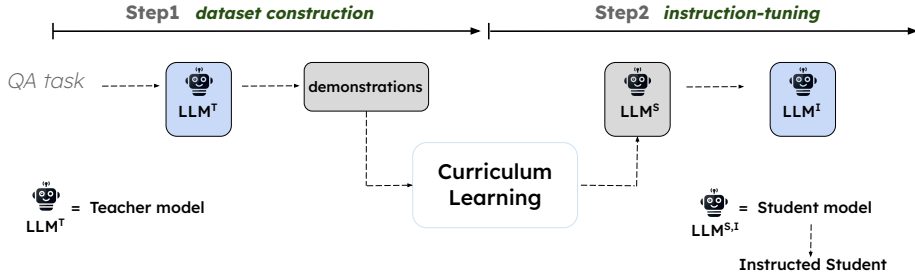 Step1 dataset construction
Step2 instruction-tuning
QA task
LLM^T
demonstrations
LLM^S
LLM^I
Curriculum
Learning
LLM^T = Teacher model
LLM^S,I = Student model
Instructed Student